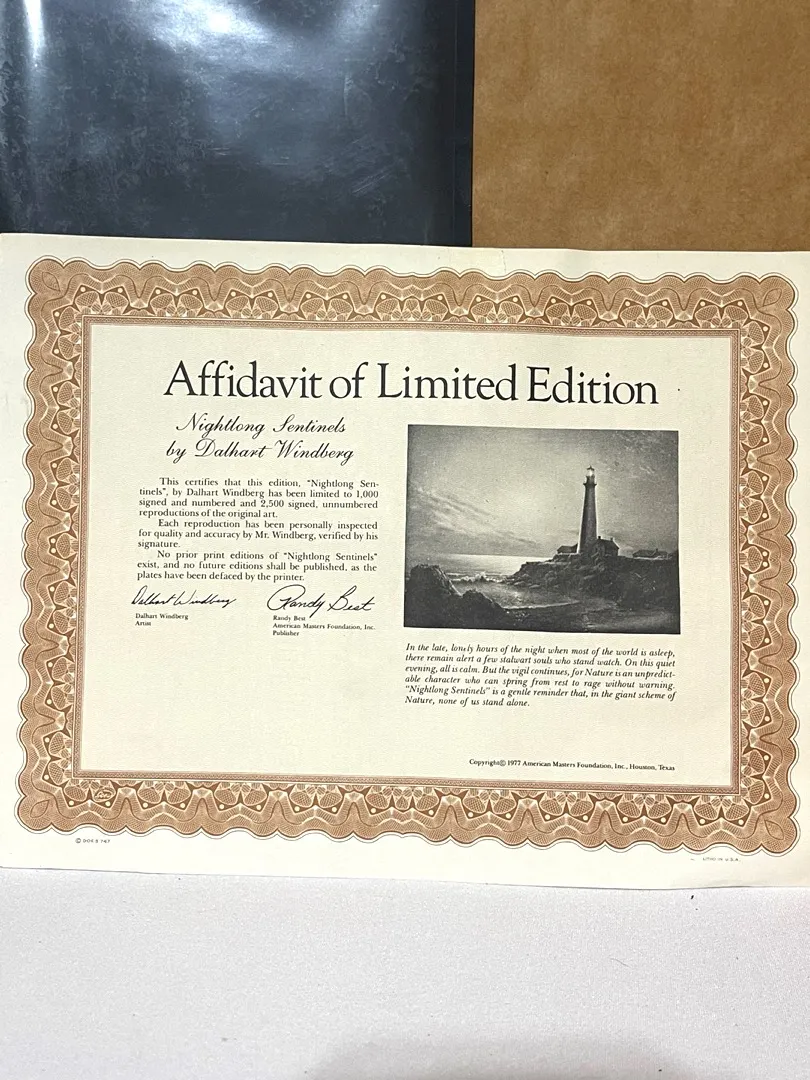 Affidavit of Limited Edition
Nightlong Sentinels
by Dalhart Windberg
This certifies that this edition, "Nightlong Sen-
tinels", by Dalhart Windberg has been limited to 1,000
signed and numbered and 2,500 signed, unnumbered
reproductions of the original art.
Each reproduction has been personally inspected
for quality and accuracy by Mr. Windberg, verified by his
signature.
No prior print editions of "Nightlong Sentinels"
exist, and no future editions shall be published, as the
plates have been defaced by the printer.
Dalhart Windberg
Dalhart Windberg
Artist
Randy Best
Randy Best
American Masters Foundation, Inc.
Publisher
In the late, lonely hours of the night when most of the world is asleep,
there remain alert a few stalwart souls who stand watch. On this quiet
evening, all is calm. But the vigil continues, for Nature is an unpredict-
able character who can spring from rest to rage without warning.
"Nightlong Sentinels" is a gentle reminder that, in the giant scheme of
Nature, none of us stand alone.
Copyright© 1977 American Masters Foundation, Inc., Houston, Texas
© GOES 747
LITHO IN U.S.A.